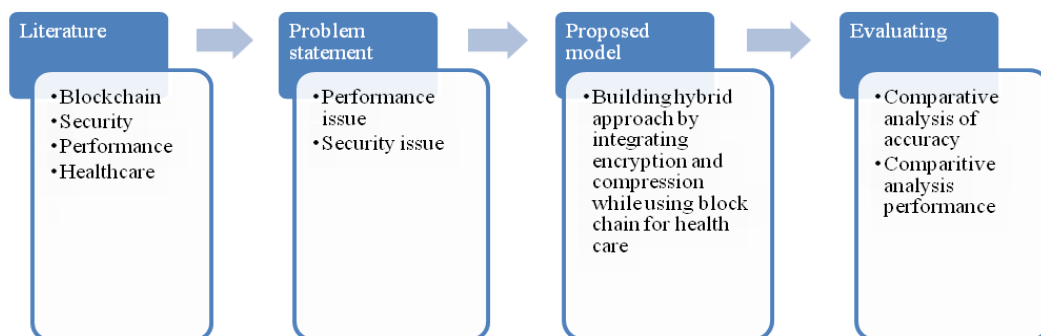 Literature
•Blockchain
•Security
•Performance
•Healthcare
Problem
statement
•Performance
issue
•Security issue
Proposed
model
•Building hybrid
approach by
integrating
encryption and
compression
while using block
chain for health
care
Evaluating
•Comparative
analysis of
accuracy
•Comparitive
analysis
performance